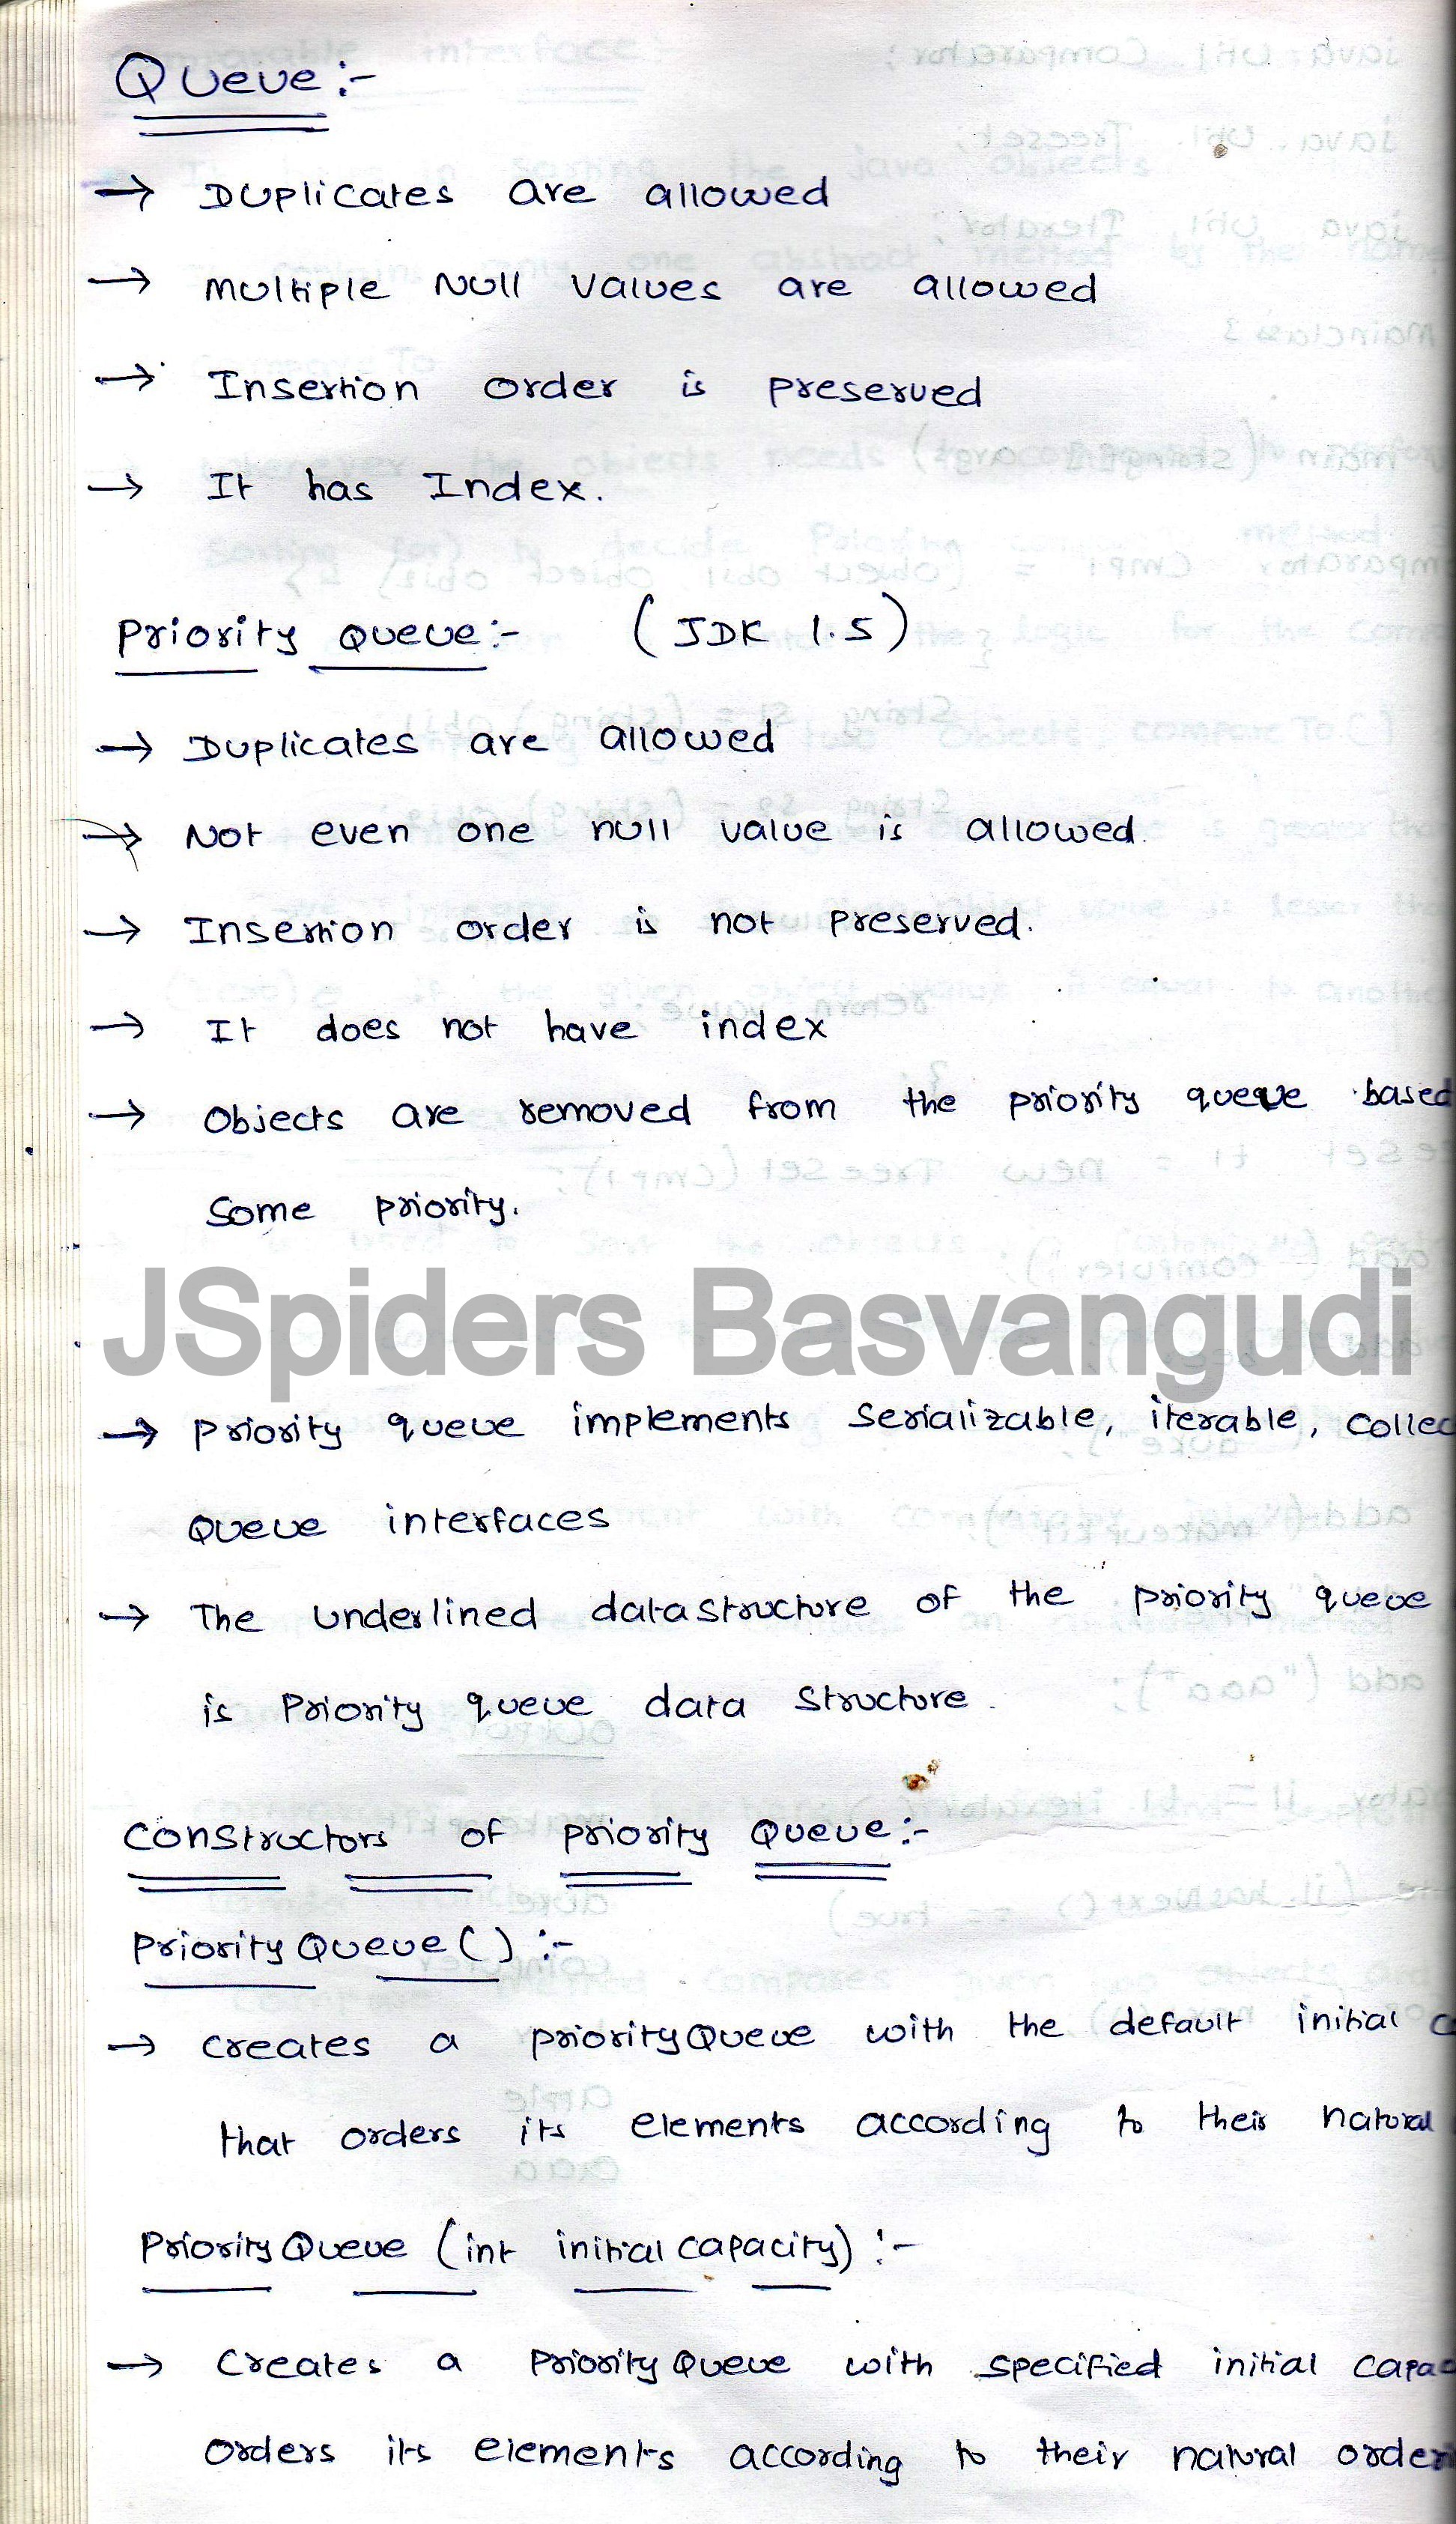 Queue:-
→ Duplicates are allowed
→ Multiple Null values are allowed
→ Insertion order is preserved
→ It has Index.
Priority Queue:- (JDK 1.5)
→ Duplicates are allowed
→ Not even one null value is allowed.
→ Insertion order is not preserved.
→ It does not have index
→ Objects are removed from the priority queue based
some priority.
JSpiders Basvangudi
→ Priority queue implements Serializable, iterable, collec
Queue interfaces
→ The underlined datastructure of the priority queue
is Priority queue data structure.
Constructors of priority Queue:-
PriorityQueue() :-
→ creates a priorityQueue with the default initial c
that orders its elements according to their natural
PriorityQueue (int initial capacity) :-
→ Creates a PriorityQueue with specified initial capac
orders its elements according to their natural order